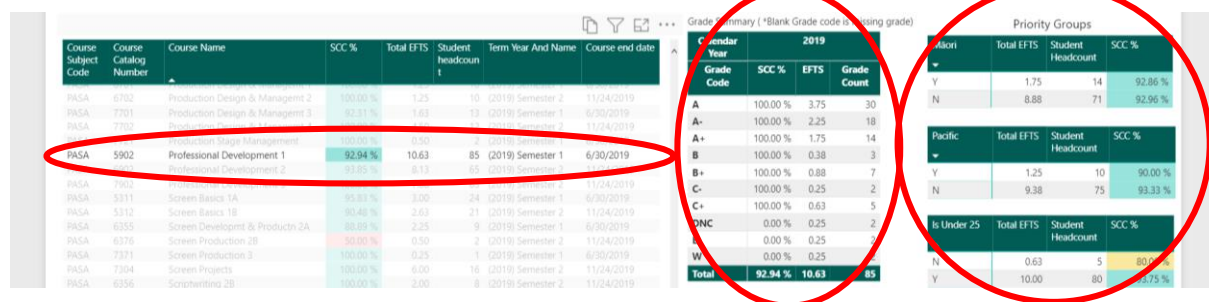 Grade Summary ( *Blank Grade code is missing grade)
Priority Groups
Course Subject Code Course Catalog Number Course Name SCC % Total EFTS Student headcount Term Year And Name Course end date
PASA 6702 Production Design & Managemt 2 100.00 % 1.25 10 (2019) Semester 2 11/24/2019
PASA 7701 Production Design & Managemt 3 92.31 % 1.63 13 (2019) Semester 1 6/30/2019
PASA 7702 Production Design & Managemt 4 (2019) Semester 2 11/24/2019
PASA Production Stage Management 100.00 % 0.50 2 (2019) Semester 1 6/30/2019
PASA 5902 Professional Development 1 92.94 % 10.63 85 (2019) Semester 1 6/30/2019
Professional Development 2 93.85 % 8.13 65 (2019) Semester 2
PASA 7902
PASA 5311 Screen Basics 1A 95.83 % 3.00 24 (2019) Semester 1 6/30/2019
PASA 5312 Screen Basics 1B 90.48 % 2.63 21 (2019) Semester 2 11/24/2019
PASA 6355 Screen Developmt & Productn 2A 88.89 % 2.25 9 (2019) Semester 1 6/30/2019
PASA 6376 Screen Production 2B 50.00 % 0.50 2 (2019) Semester 2 11/24/2019
PASA 7371 Screen Production 3 100.00 % 0.25 1 (2019) Semester 1 6/30/2019
PASA 7304 Screen Projects 100.00 % 6.00 16 (2019) Semester 2 11/24/2019
PASA 6356 Scriptwriting 2B 100.00 % 2.00 8 (2019) Semester 2 11/24/2019
Calendar Year 2019
Grade Code SCC % EFTS Grade Count
A 100.00 % 3.75 30
A- 100.00 % 2.25 18
A+ 100.00 % 1.75 14
B 100.00 % 0.38 3
B+ 100.00 % 0.88 7
C- 100.00 % 0.25 2
C+ 100.00 % 0.63 5
DNC 0.00 % 0.25 2
0.00 % 0.25 2
W 0.00 % 0.25 2
Total 92.94 % 10.63 85
Māori Total EFTS Student Headcount SCC %
Y 1.75 14 92.86 %
N 8.88 71 92.96 %
Pacific Total EFTS Student Headcount SCC %
Y 1.25 10 90.00 %
N 9.38 75 93.33 %
Is Under 25 Total EFTS Student Headcount SCC %
N 0.63 5 80.00 %
Y 10.00 80 93.75 %